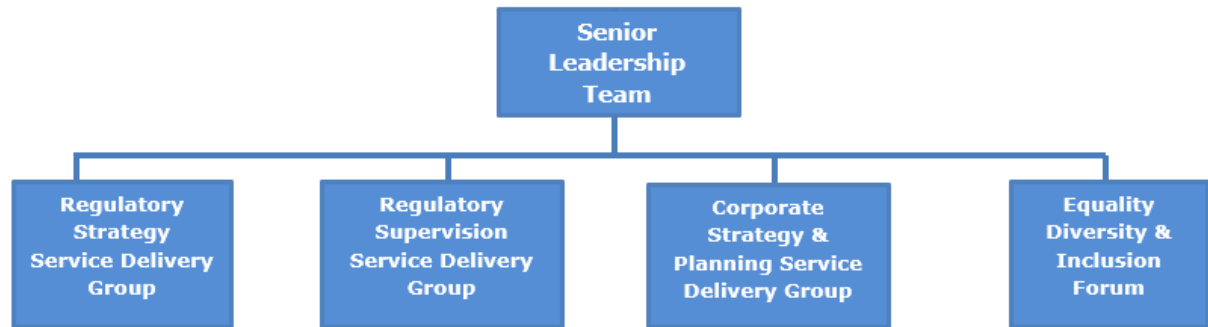 Senior
Leadership
Team
Regulatory
Strategy
Service Delivery
Group
Regulatory
Supervision
Service Delivery
Group
Corporate
Strategy &
Planning Service
Delivery Group
Equality
Diversity &
Inclusion
Forum